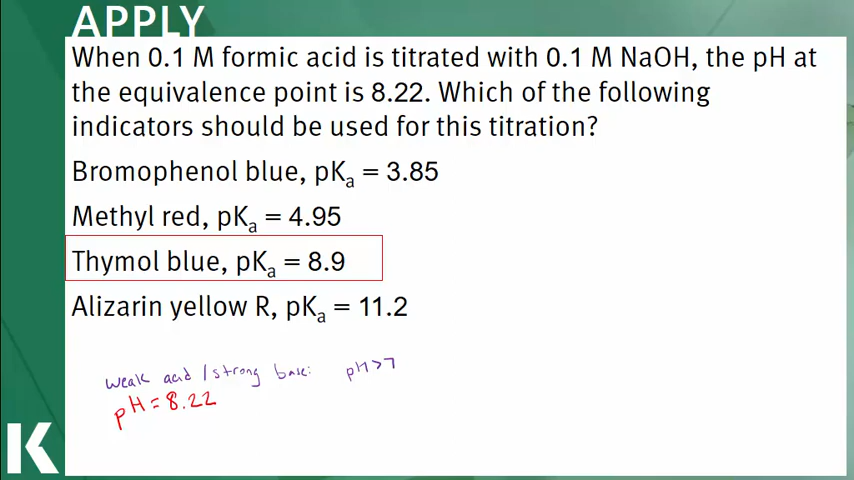 APPLY
When 0.1 M formic acid is titrated with 0.1 M NaOH, the pH at
the equivalence point is 8.22. Which of the following
indicators should be used for this titration?
Bromophenol blue, pKa = 3.85
Methyl red, pKa = 4.95
Thymol blue, pKa = 8.9
Alizarin yellow R, pKa = 11.2
weak acid / strong base: pH>7
pH = 8.22
K